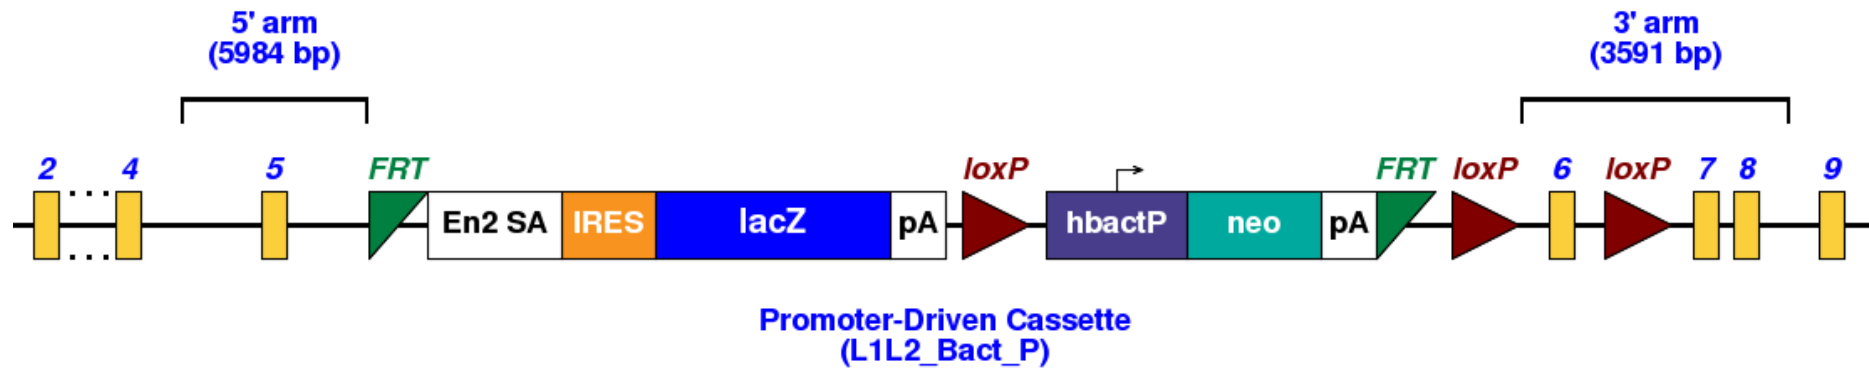 5' arm
(5984 bp)
3' arm
(3591 bp)
2 ... 4 5 FRT loxP FRT loxP 6 loxP 7 8 9
...
En2 SA IRES lacZ pA hbactP neo pA
Promoter-Driven Cassette
(L1L2_Bact_P)